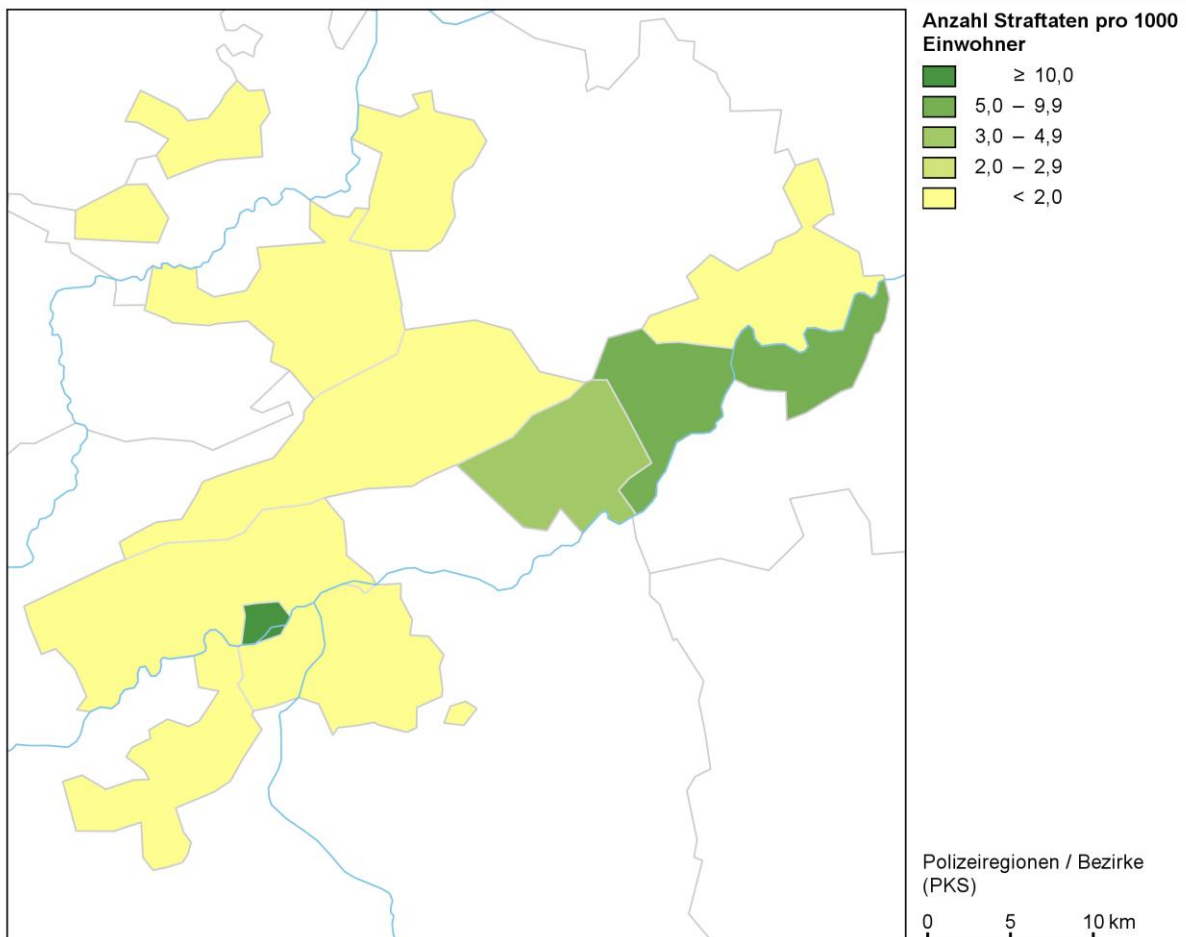 Anzahl Straftaten pro 1000
Einwohner
≥ 10,0
5,0 – 9,9
3,0 – 4,9
2,0 – 2,9
< 2,0
Polizeiregionen / Bezirke
(PKS)
0 5 10 km